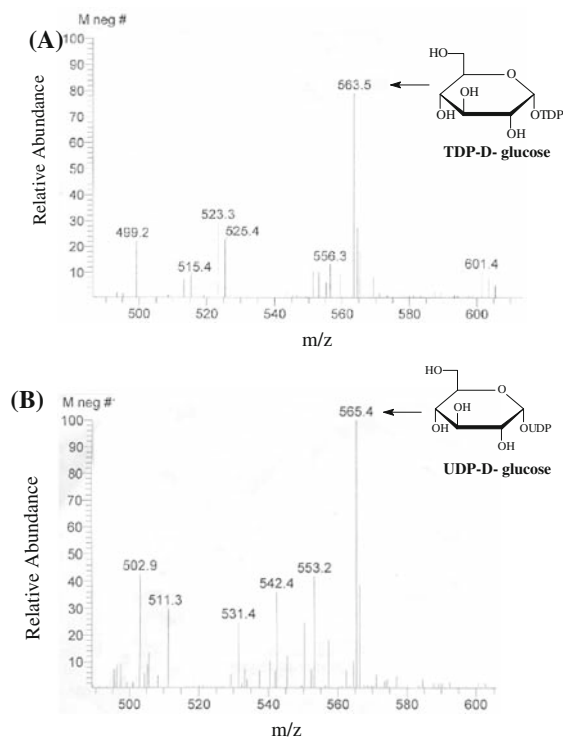 (A)
M neg #
Relative Abundance
100
90
80
70
60
50
40
30
20
10
499.2
515.4
523.3
525.4
556.3
563.5
601.4
500
520
540
560
580
600
m/z
HO
O
OH
OH
OH
OTDP
TDP-D- glucose
(B)
M neg #
Relative Abundance
100
90
80
70
60
50
40
30
20
10
502.9
511.3
531.4
542.4
553.2
565.4
500
520
540
560
580
600
m/z
HO
O
OH
OH
OH
OUDP
UDP-D- glucose